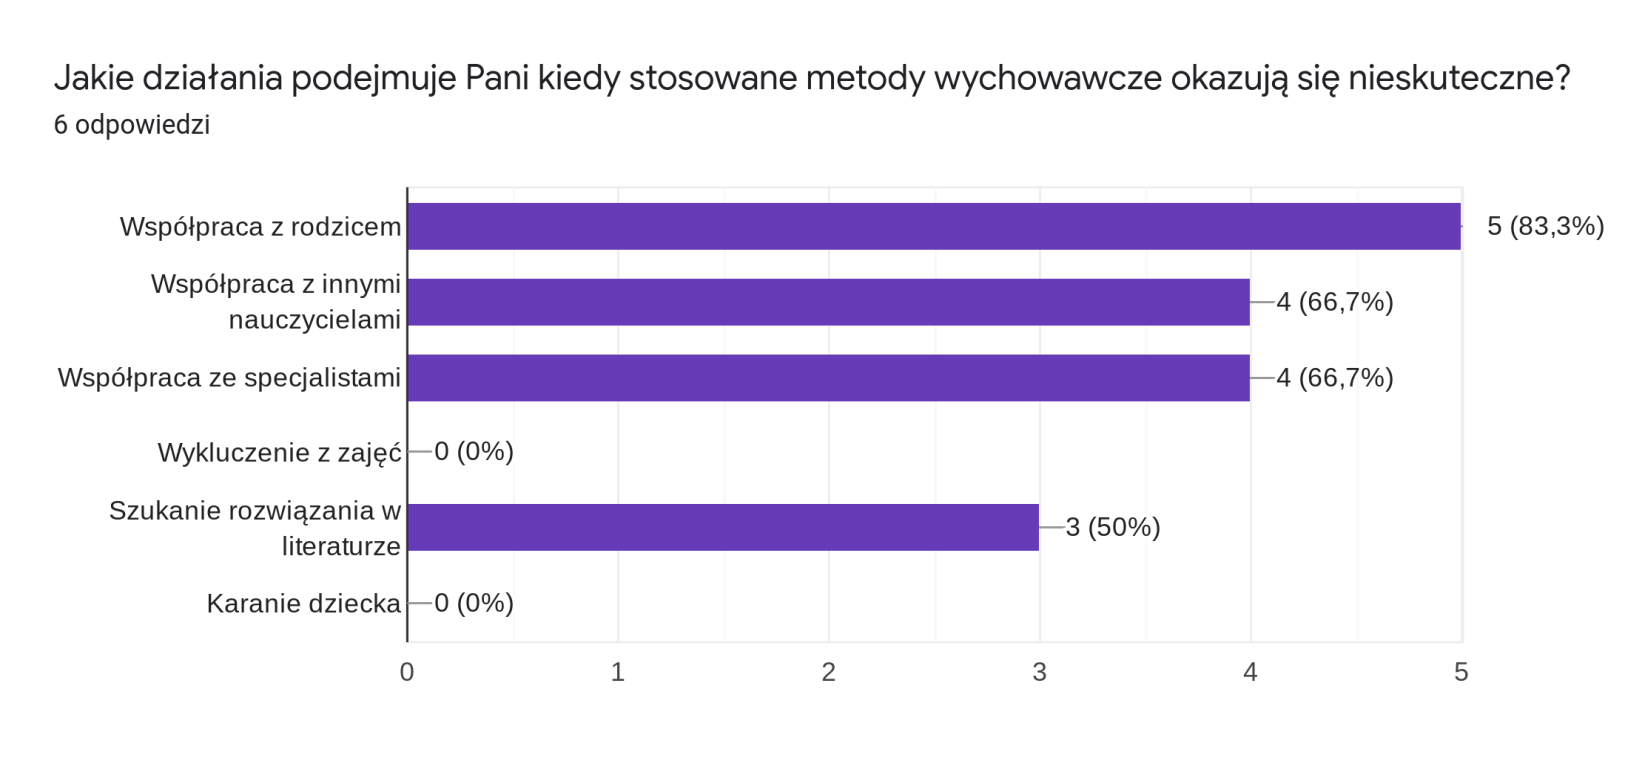 Jakie działania podejmuje Pani kiedy stosowane metody wychowawcze okazują się nieskuteczne?
6 odpowiedzi
Współpraca z rodzicem
5 (83,3%)
Współpraca z innymi
nauczycielami
4 (66,7%)
Współpraca ze specjalistami
4 (66,7%)
Wykluczenie z zajęć
0 (0%)
Szukanie rozwiązania w
literaturze
3 (50%)
Karanie dziecka
0 (0%)
0 1 2 3 4 5